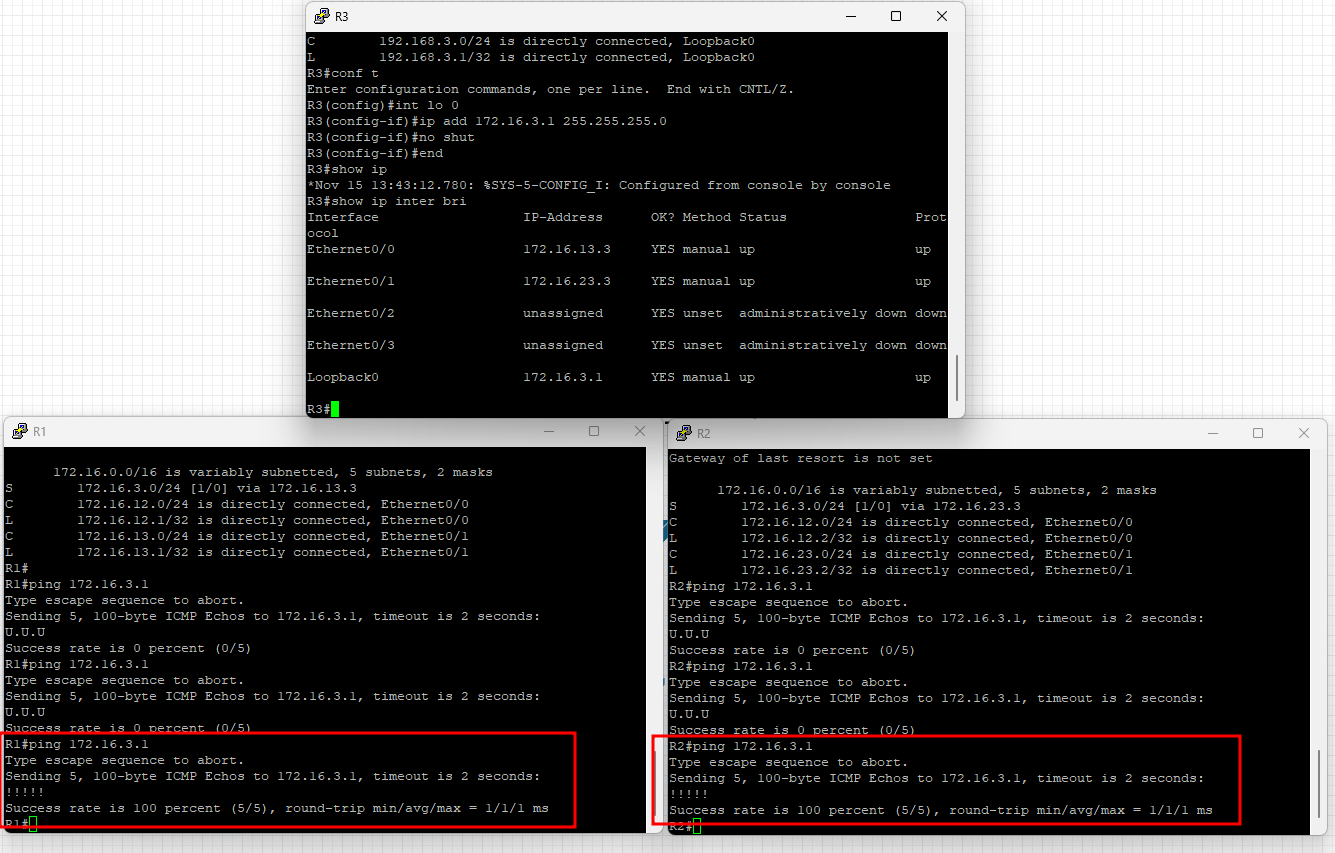 R3
C        192.168.3.0/24 is directly connected, Loopback0
L        192.168.3.1/32 is directly connected, Loopback0
R3#conf t
Enter configuration commands, one per line.  End with CNTL/Z.
R3(config)#int lo 0
R3(config-if)#ip add 172.16.3.1 255.255.255.0
R3(config-if)#no shut
R3(config-if)#end
R3#show ip
*Nov 15 13:43:12.780: %SYS-5-CONFIG_I: Configured from console by console
R3#show ip inter bri
Interface                  IP-Address      OK? Method Status                Prot
ocol
Ethernet0/0                172.16.13.3     YES manual up                    up
Ethernet0/1                172.16.23.3     YES manual up                    up
Ethernet0/2                unassigned      YES unset  administratively down down
Ethernet0/3                unassigned      YES unset  administratively down down
Loopback0                  172.16.3.1      YES manual up                    up
R3#
R1
      172.16.0.0/16 is variably subnetted, 5 subnets, 2 masks
S        172.16.3.0/24 [1/0] via 172.16.13.3
C        172.16.12.0/24 is directly connected, Ethernet0/0
L        172.16.12.1/32 is directly connected, Ethernet0/0
C        172.16.13.0/24 is directly connected, Ethernet0/1
L        172.16.13.1/32 is directly connected, Ethernet0/1
R1#
R1#ping 172.16.3.1
Type escape sequence to abort.
Sending 5, 100-byte ICMP Echos to 172.16.3.1, timeout is 2 seconds:
U.U.U
Success rate is 0 percent (0/5)
R1#ping 172.16.3.1
Type escape sequence to abort.
Sending 5, 100-byte ICMP Echos to 172.16.3.1, timeout is 2 seconds:
U.U.U
Success rate is 0 percent (0/5)
R1#ping 172.16.3.1
Type escape sequence to abort.
Sending 5, 100-byte ICMP Echos to 172.16.3.1, timeout is 2 seconds:
!!!!!
Success rate is 100 percent (5/5), round-trip min/avg/max = 1/1/1 ms
R1#
R2
Gateway of last resort is not set
      172.16.0.0/16 is variably subnetted, 5 subnets, 2 masks
S        172.16.3.0/24 [1/0] via 172.16.23.3
C        172.16.12.0/24 is directly connected, Ethernet0/0
L        172.16.12.2/32 is directly connected, Ethernet0/0
C        172.16.23.0/24 is directly connected, Ethernet0/1
L        172.16.23.2/32 is directly connected, Ethernet0/1
R2#ping 172.16.3.1
Type escape sequence to abort.
Sending 5, 100-byte ICMP Echos to 172.16.3.1, timeout is 2 seconds:
U.U.U
Success rate is 0 percent (0/5)
R2#ping 172.16.3.1
Type escape sequence to abort.
Sending 5, 100-byte ICMP Echos to 172.16.3.1, timeout is 2 seconds:
U.U.U
Success rate is 0 percent (0/5)
R2#ping 172.16.3.1
Type escape sequence to abort.
Sending 5, 100-byte ICMP Echos to 172.16.3.1, timeout is 2 seconds:
!!!!!
Success rate is 100 percent (5/5), round-trip min/avg/max = 1/1/1 ms
R2#